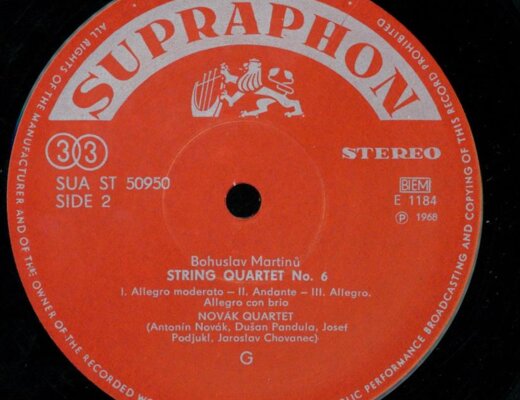 SUPRAPHON
ALL RIGHTS OF THE MANUFACTURER AND OF THE OWNER OF THE RECORDED
PUBLIC PERFORMANCE BROADCASTING AND COPYING OF THIS RECORD PROHIBITED
33
STEREO
SUA ST 50950
SIDE 2
BIEM
E 1184
℗ 1968
Bohuslav Martinů
STRING QUARTET No. 6
I. Allegro moderato – II. Andante – III. Allegro.
Allegro con brio
NOVÁK QUARTET
(Antonín Novák, Dušan Pandula, Josef
Podjukl, Jaroslav Chovanec)
G